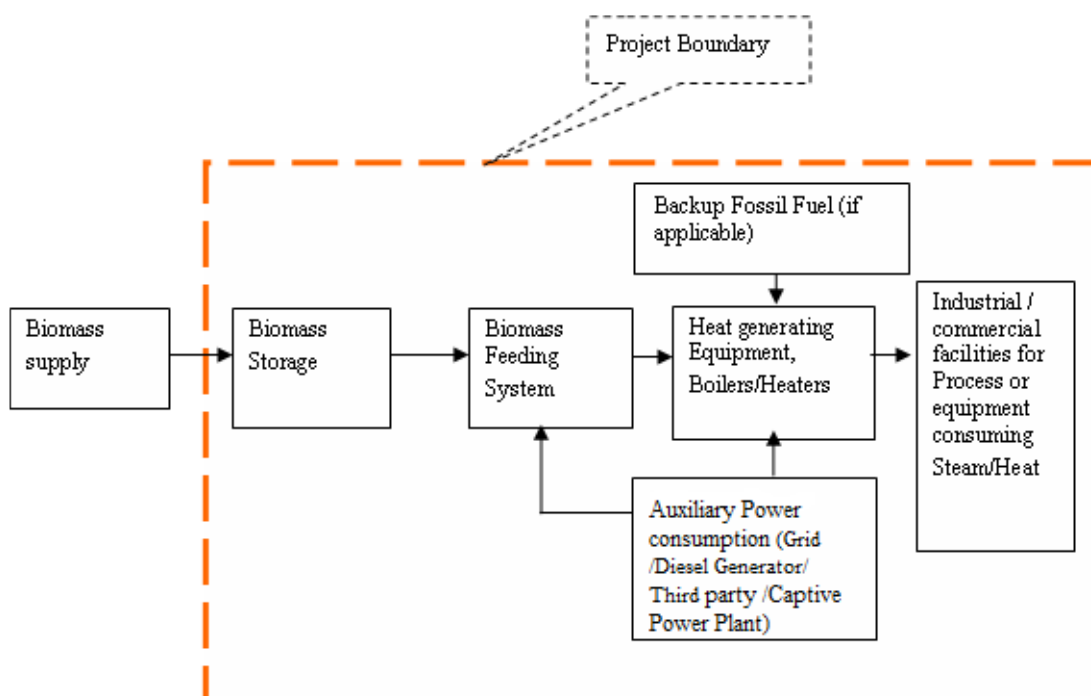 Project Boundary
Backup Fossil Fuel (if
applicable)
Biomass
supply
Biomass
Storage
Biomass
Feeding
System
Heat generating
Equipment,
Boilers/Heaters
Industrial /
commercial
facilities for
Process or
equipment
consuming
Steam/Heat
Auxiliary Power
consumption (Grid
/Diesel Generator/
Third party /Captive
Power Plant)